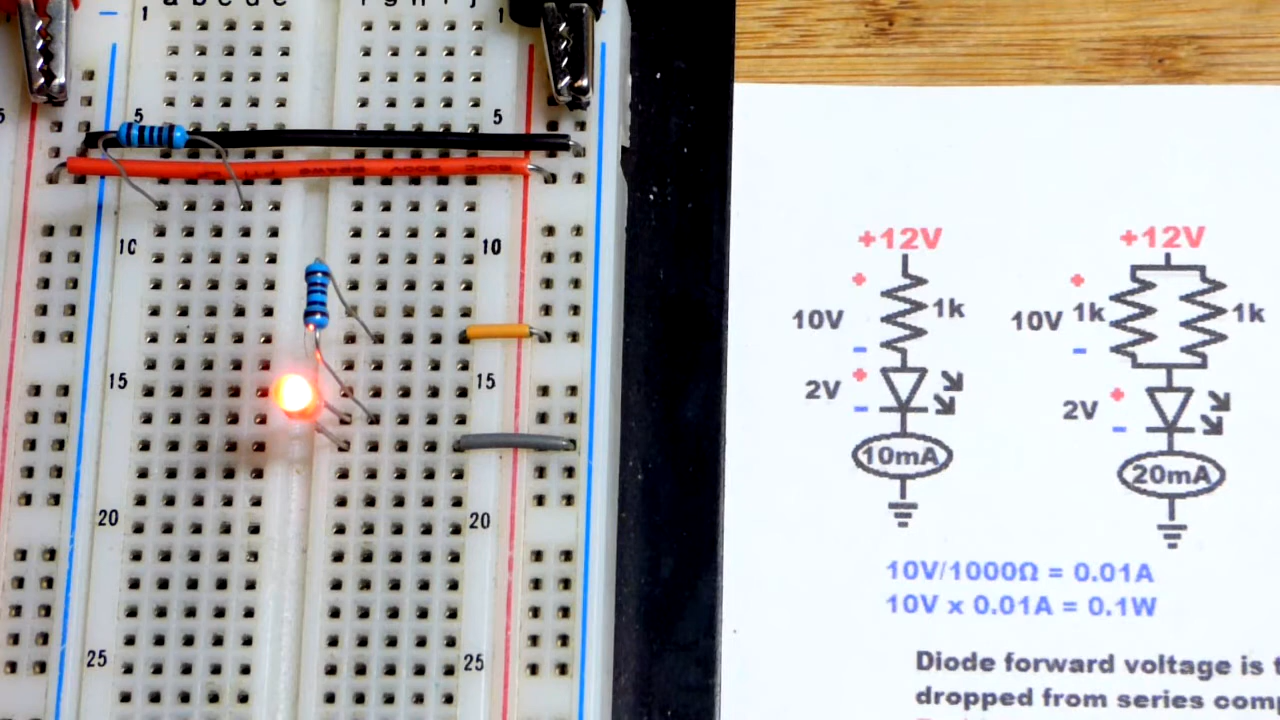 1
a b c d e
f g h i j
1
5
5
5
10
10
15
15
20
20
25
25
+12V
+
10V
1k
-
+
2V
-
10mA
+12V
+
10V
1k
1k
-
+
2V
-
20mA
10V/1000Ω = 0.01A
10V x 0.01A = 0.1W
Diode forward voltage is
dropped from series